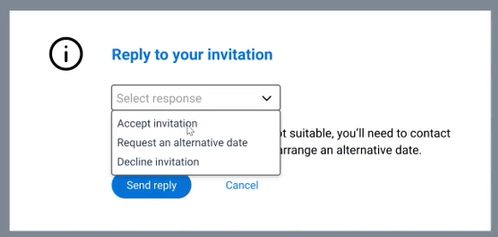 Reply to your invitation
Select response
Accept invitation
Request an alternative date
Decline invitation
suitable, you'll need to contact
arrange an alternative date.
Send reply
Cancel